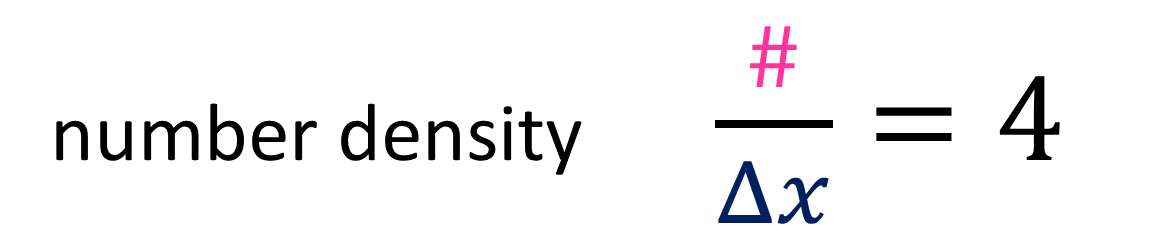 number density #/Δx = 4